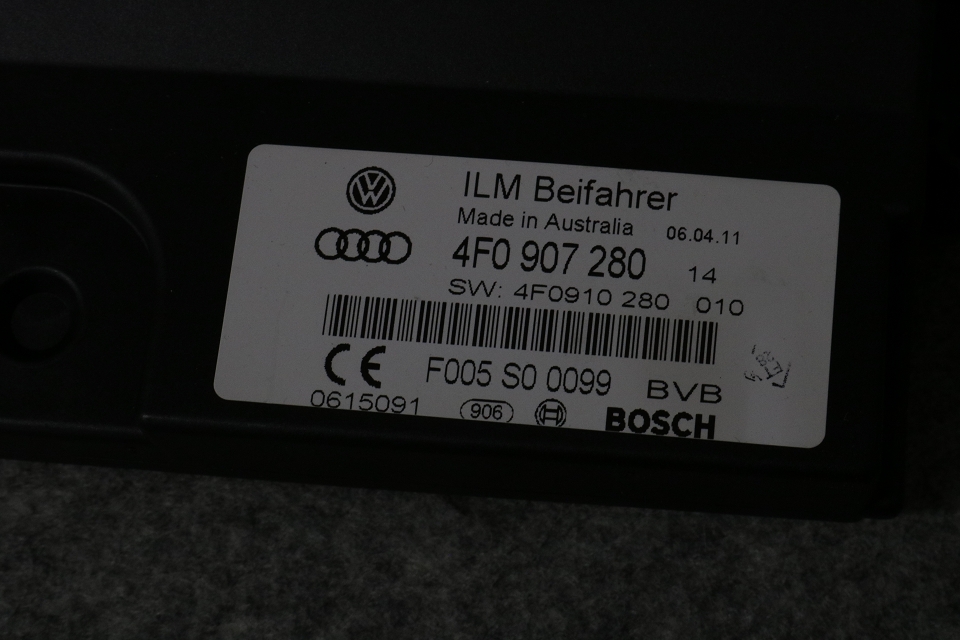 ILM Beifahrer
Made in Australia 06.04.11
4F0 907 280 14
SW: 4F0910 280 010
CE F005 S0 0099 BVB
0615091 906 BOSCH